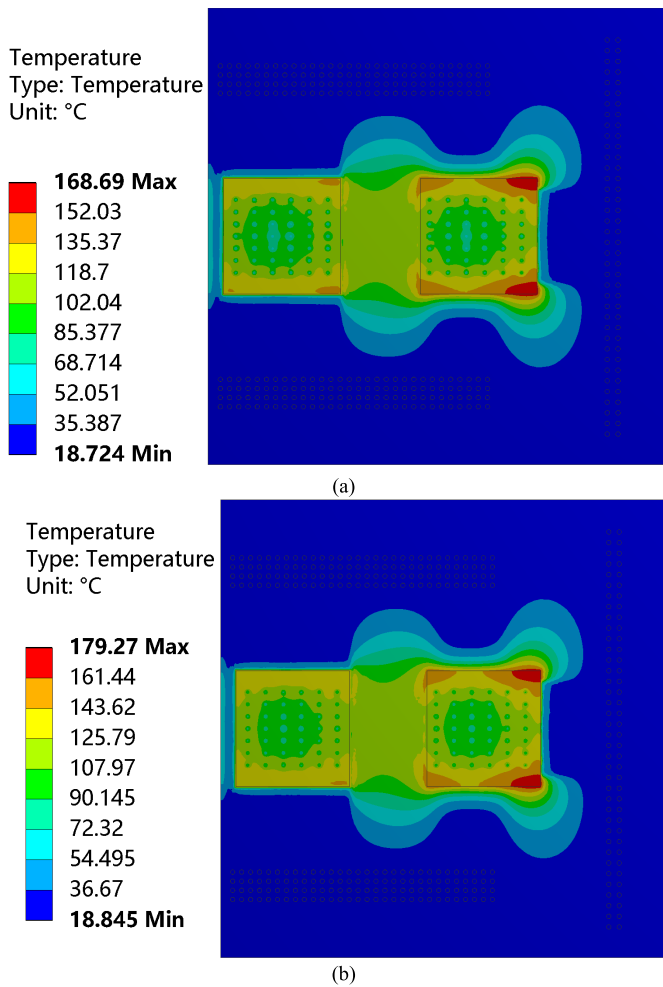 Temperature
Type: Temperature
Unit: °C
168.69 Max
152.03
135.37
118.7
102.04
85.377
68.714
52.051
35.387
18.724 Min
(a)
Temperature
Type: Temperature
Unit: °C
179.27 Max
161.44
143.62
125.79
107.97
90.145
72.32
54.495
36.67
18.845 Min
(b)